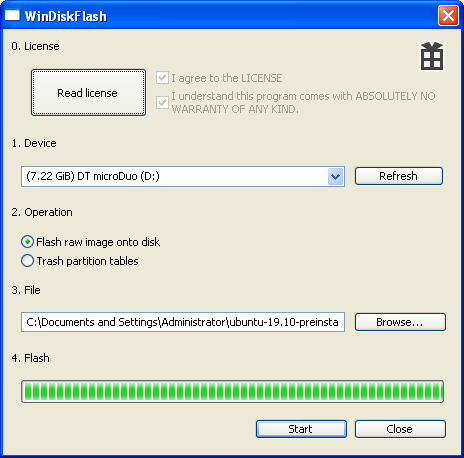 WinDiskFlash
0. License
Read license
I agree to the LICENSE
I understand this program comes with ABSOLUTELY NO
WARRANTY OF ANY KIND.
1. Device
(7.22 GiB) DT microDuo (D:)
Refresh
2. Operation
Flash raw image onto disk
Trash partition tables
3. File
C:\Documents and Settings\Administrator\ubuntu-19.10-preinsta
Browse...
4. Flash
Start
Close